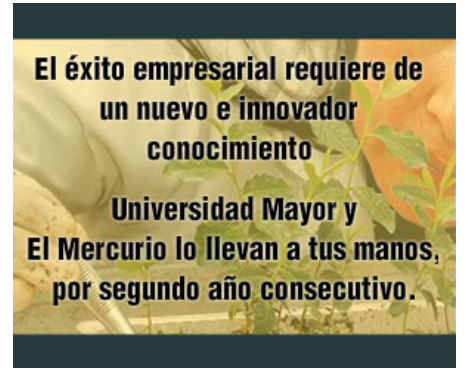 El éxito empresarial requiere de
un nuevo e innovador
conocimiento
Universidad Mayor y
El Mercurio lo llevan a tus manos,
por segundo año consecutivo.